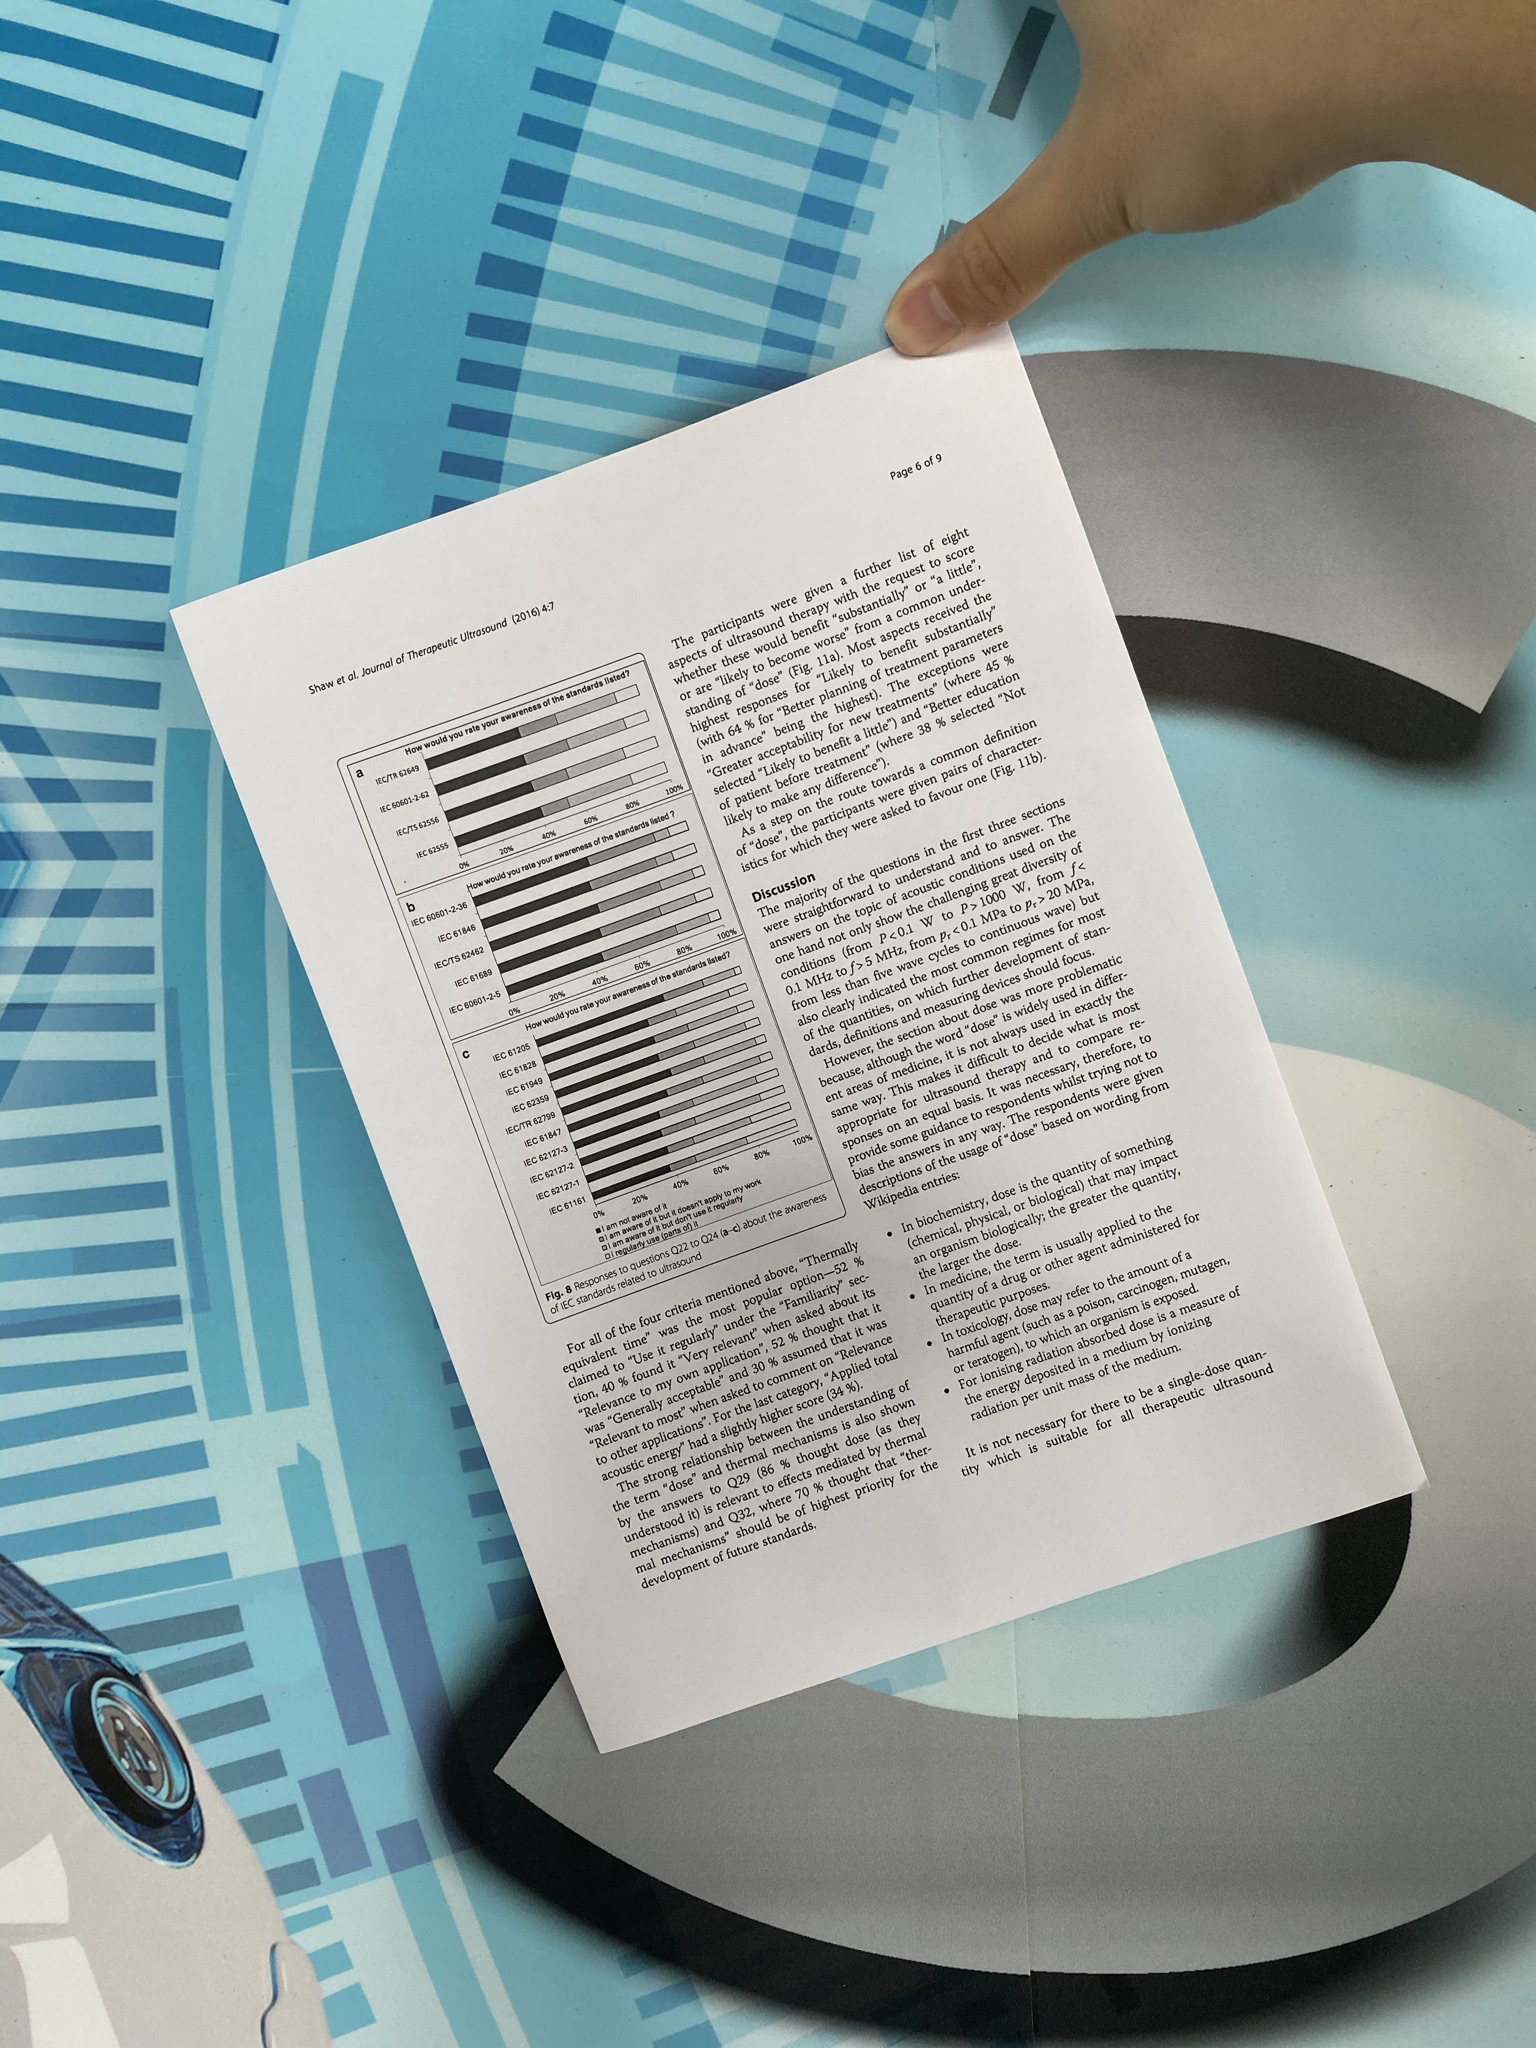 Shaw et al. Journal of Therapeutic Ultrasound (2016) 4:7
Page 6 of 9
a
How would you rate your awareness of the standards listed?
IEC/TR 62649
IEC 60601-2-62
IEC/TS 62556
IEC 62555
0% 20% 40% 60% 80% 100%
b
How would you rate your awareness of the standards listed ?
IEC 60601-2-36
IEC 61846
IEC/TS 62462
IEC 61689
IEC 60601-2-5
0% 20% 40% 60% 80% 100%
c
How would you rate your awareness of the standards listed?
IEC 61205
IEC 61828
IEC 61949
IEC 62359
IEC/TR 62799
IEC 61847
IEC 62127-3
IEC 62127-2
IEC 62127-1
IEC 61161
0% 20% 40% 60% 80% 100%
I am not aware of it
I am aware of it but it doesn't apply to my work
I am aware of it but don't use it regularly
I regularly use (parts of) it
Fig. 8 Responses to questions Q22 to Q24 (a–c) about the awareness
of IEC standards related to ultrasound
For all of the four criteria mentioned above, “Thermally
equivalent time” was the most popular option—52 %
claimed to “Use it regularly” under the “Familiarity” sec-
tion, 40 % found it “Very relevant” when asked about its
“Relevance to my own application”, 52 % thought that it
was “Generally acceptable” and 30 % assumed that it was
“Relevant to most” when asked to comment on “Relevance
to other applications”. For the last category, “Applied total
acoustic energy” had a slightly higher score (34 %).
The strong relationship between the understanding of
the term “dose” and thermal mechanisms is also shown
by the answers to Q29 (86 % thought dose (as they
understood it) is relevant to effects mediated by thermal
mechanisms) and Q32, where 70 % thought that “ther-
mal mechanisms” should be of highest priority for the
development of future standards.
The participants were given a further list of eight
aspects of ultrasound therapy with the request to score
whether these would benefit “substantially” or “a little”,
or are “likely to become worse” from a common under-
standing of “dose” (Fig. 11a). Most aspects received the
highest responses for “Likely to benefit substantially”
(with 64 % for “Better planning of treatment parameters
in advance” being the highest). The exceptions were
“Greater acceptability for new treatments” (where 45 %
selected “Likely to benefit a little”) and “Better education
of patient before treatment” (where 38 % selected “Not
likely to make any difference”).
As a step on the route towards a common definition
of “dose”, the participants were given pairs of character-
istics for which they were asked to favour one (Fig. 11b).
Discussion
The majority of the questions in the first three sections
were straightforward to understand and to answer. The
answers on the topic of acoustic conditions used on the
one hand not only show the challenging great diversity of
conditions (from P < 0.1 W to P > 1000 W, from f <
0.1 MHz to f > 5 MHz, from pᵣ < 0.1 MPa to pᵣ > 20 MPa,
from less than five wave cycles to continuous wave) but
also clearly indicated the most common regimes for most
of the quantities, on which further development of stan-
dards, definitions and measuring devices should focus.
However, the section about dose was more problematic
because, although the word “dose” is widely used in differ-
ent areas of medicine, it is not always used in exactly the
same way. This makes it difficult to decide what is most
appropriate for ultrasound therapy and to compare re-
sponses on an equal basis. It was necessary, therefore, to
provide some guidance to respondents whilst trying not to
bias the answers in any way. The respondents were given
descriptions of the usage of “dose” based on wording from
Wikipedia entries:
• In biochemistry, dose is the quantity of something
(chemical, physical, or biological) that may impact
an organism biologically; the greater the quantity,
the larger the dose.
• In medicine, the term is usually applied to the
quantity of a drug or other agent administered for
therapeutic purposes.
• In toxicology, dose may refer to the amount of a
harmful agent (such as a poison, carcinogen, mutagen,
or teratogen), to which an organism is exposed.
• For ionising radiation absorbed dose is a measure of
the energy deposited in a medium by ionizing
radiation per unit mass of the medium.
It is not necessary for there to be a single-dose quan-
tity which is suitable for all therapeutic ultrasound